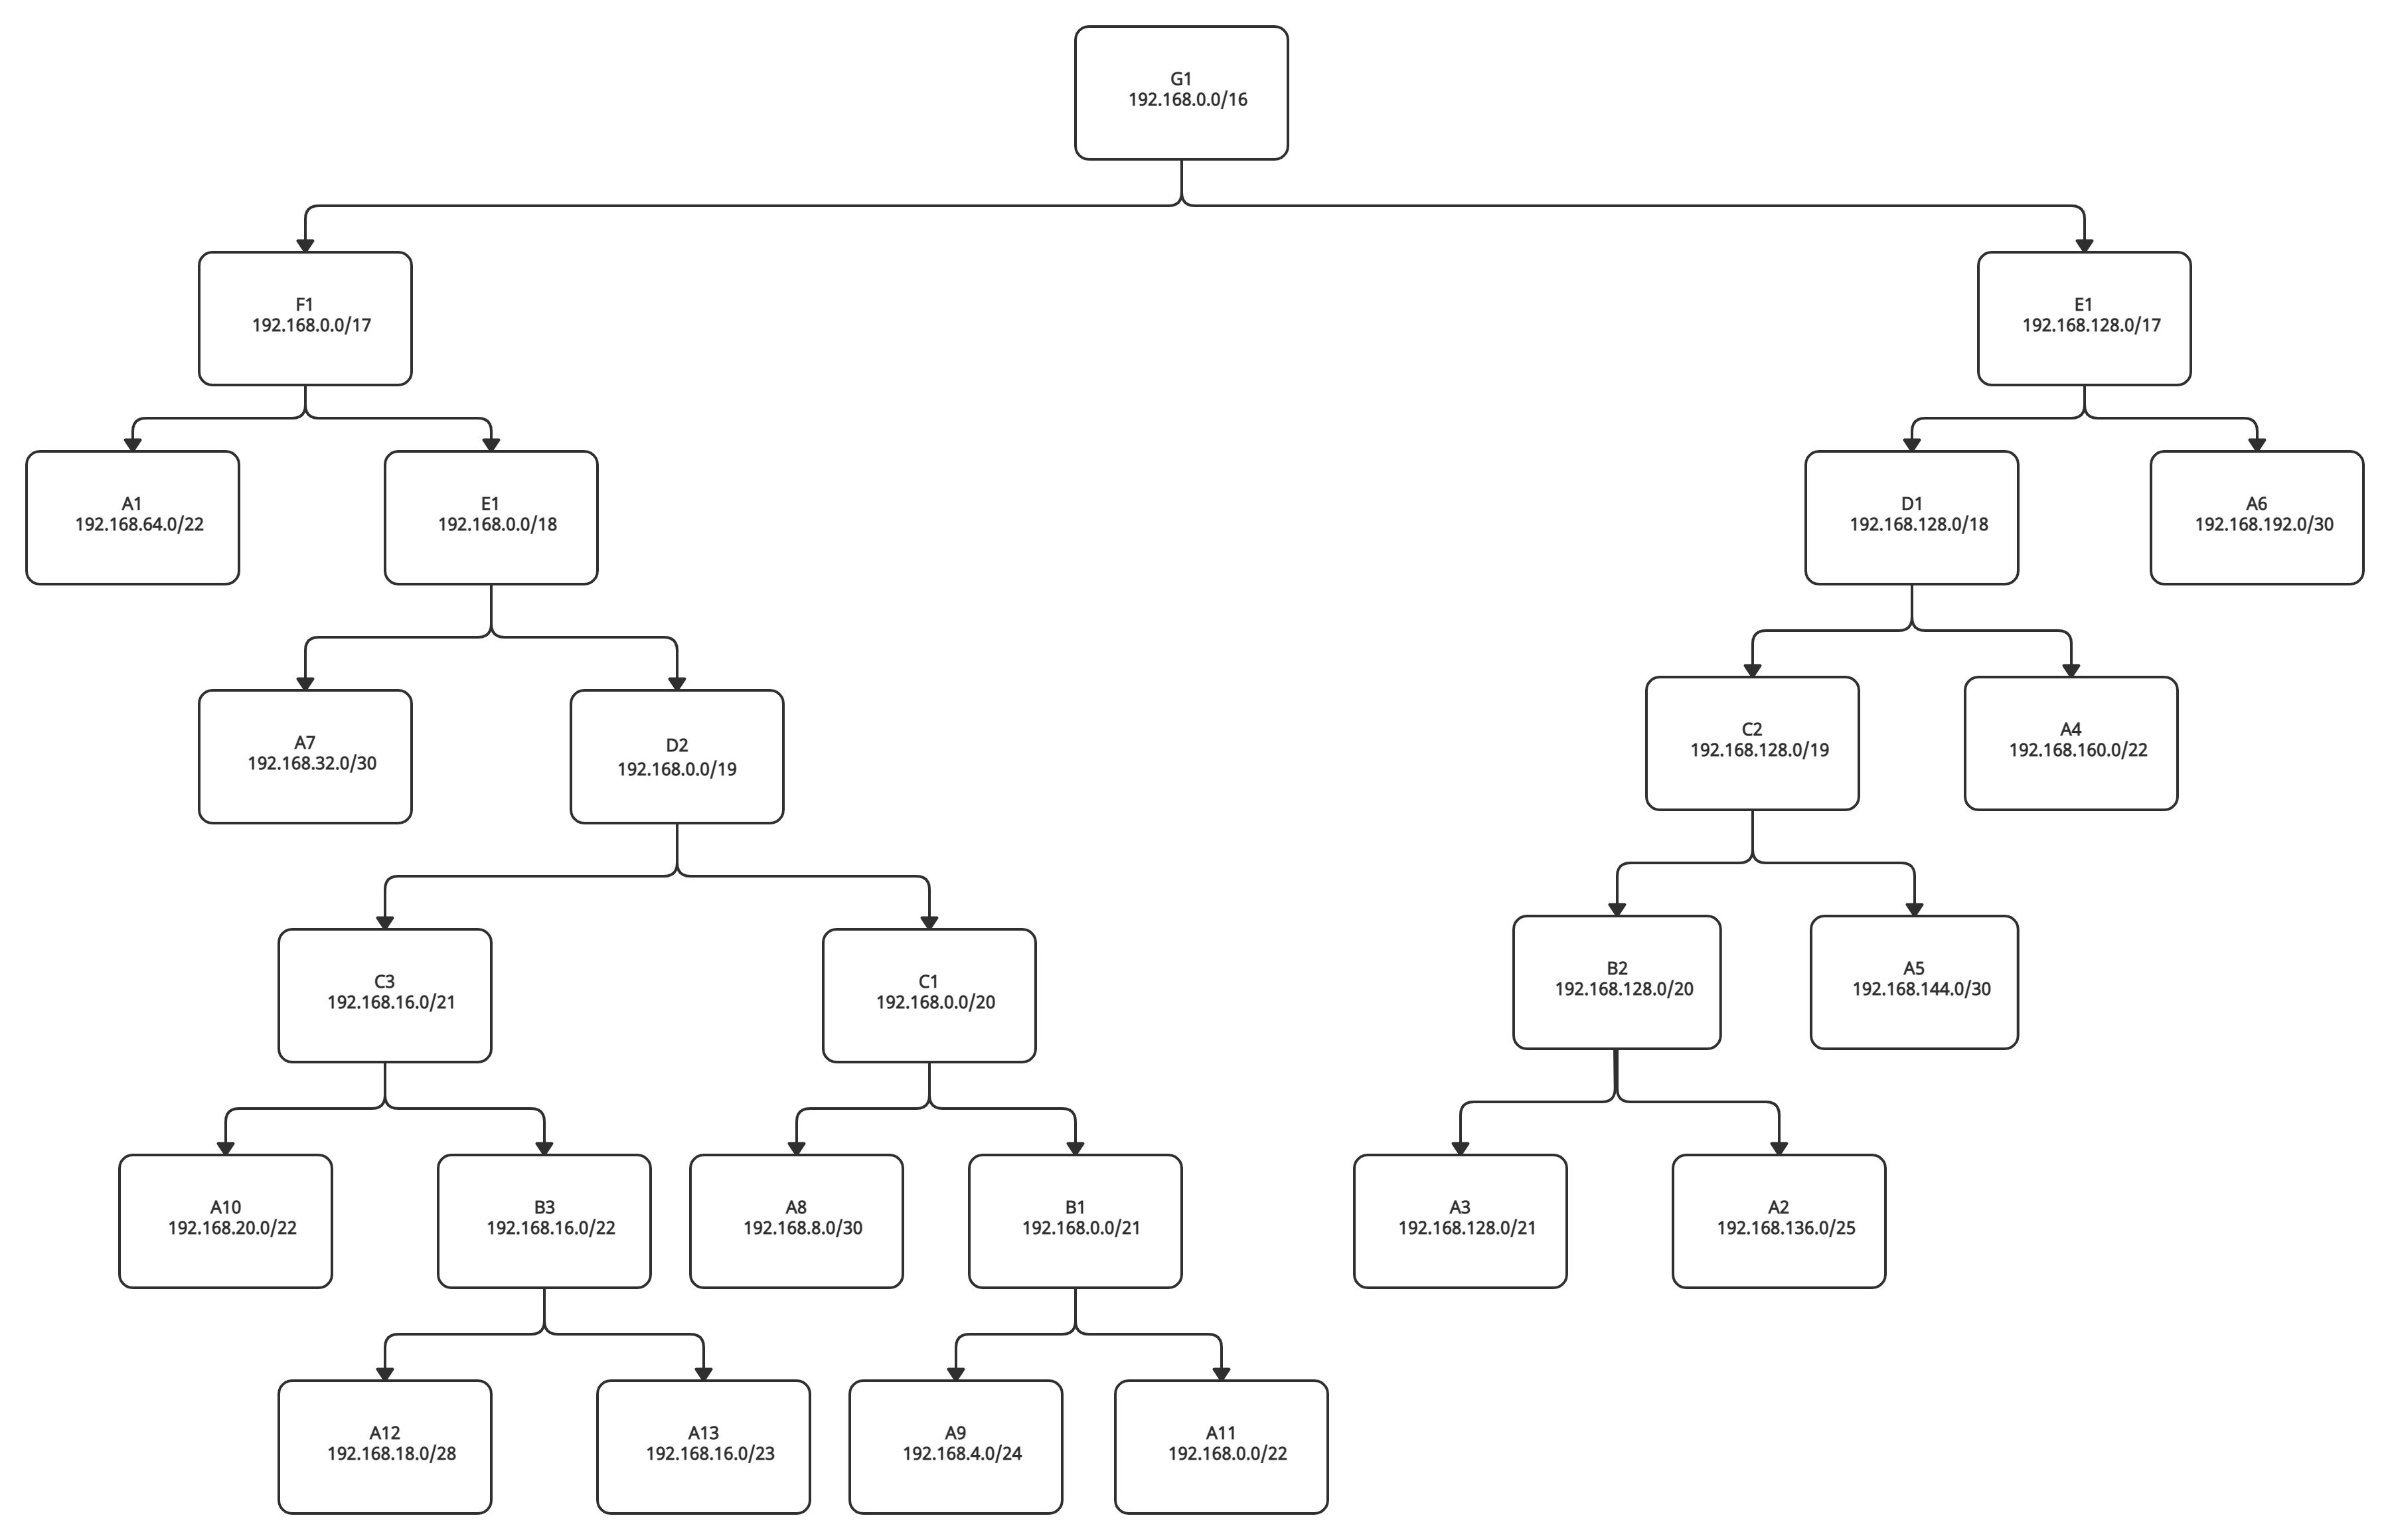 G1
192.168.0.0/16
F1
192.168.0.0/17
E1
192.168.128.0/17
A1
192.168.64.0/22
E1
192.168.0.0/18
D1
192.168.128.0/18
A6
192.168.192.0/30
A7
192.168.32.0/30
D2
192.168.0.0/19
C2
192.168.128.0/19
A4
192.168.160.0/22
C3
192.168.16.0/21
C1
192.168.0.0/20
B2
192.168.128.0/20
A5
192.168.144.0/30
A10
192.168.20.0/22
B3
192.168.16.0/22
A8
192.168.8.0/30
B1
192.168.0.0/21
A3
192.168.128.0/21
A2
192.168.136.0/25
A12
192.168.18.0/28
A13
192.168.16.0/23
A9
192.168.4.0/24
A11
192.168.0.0/22